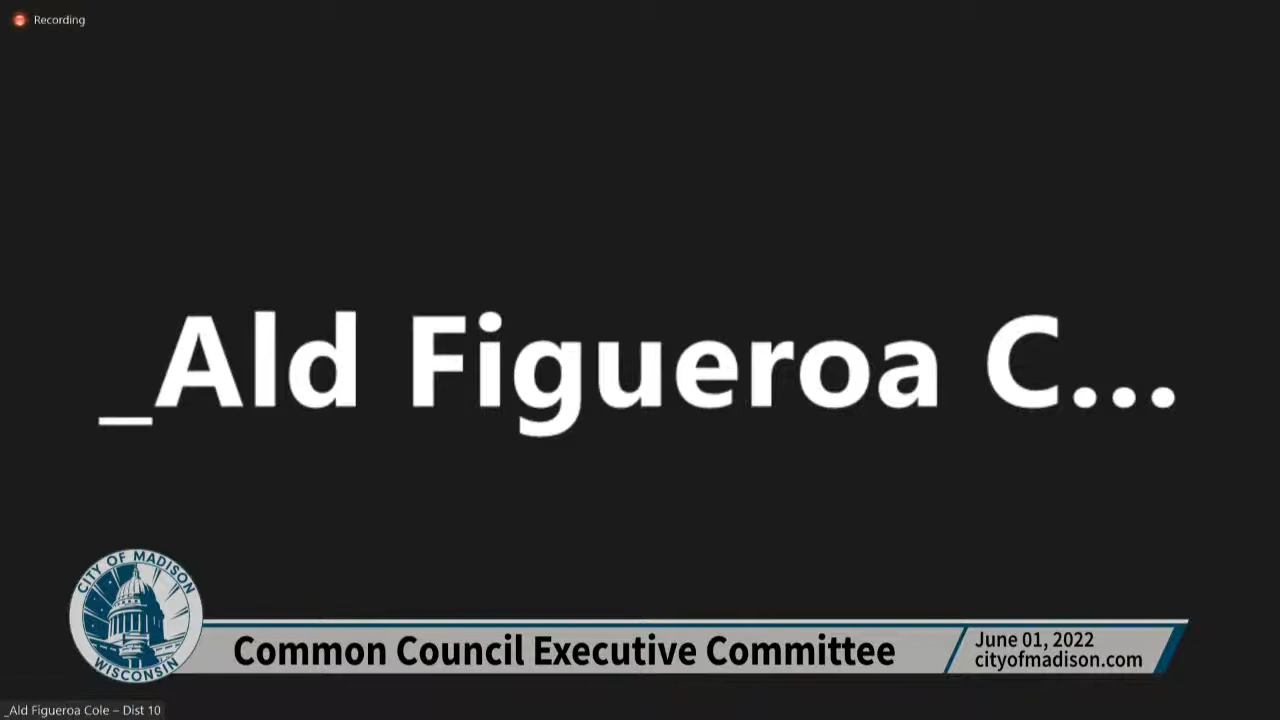 Recording
_Ald Figueroa C...
CITY OF MADISON
WISCONSIN
Common Council Executive Committee
June 01, 2022
cityofmadison.com
_Ald Figueroa Cole – Dist 10